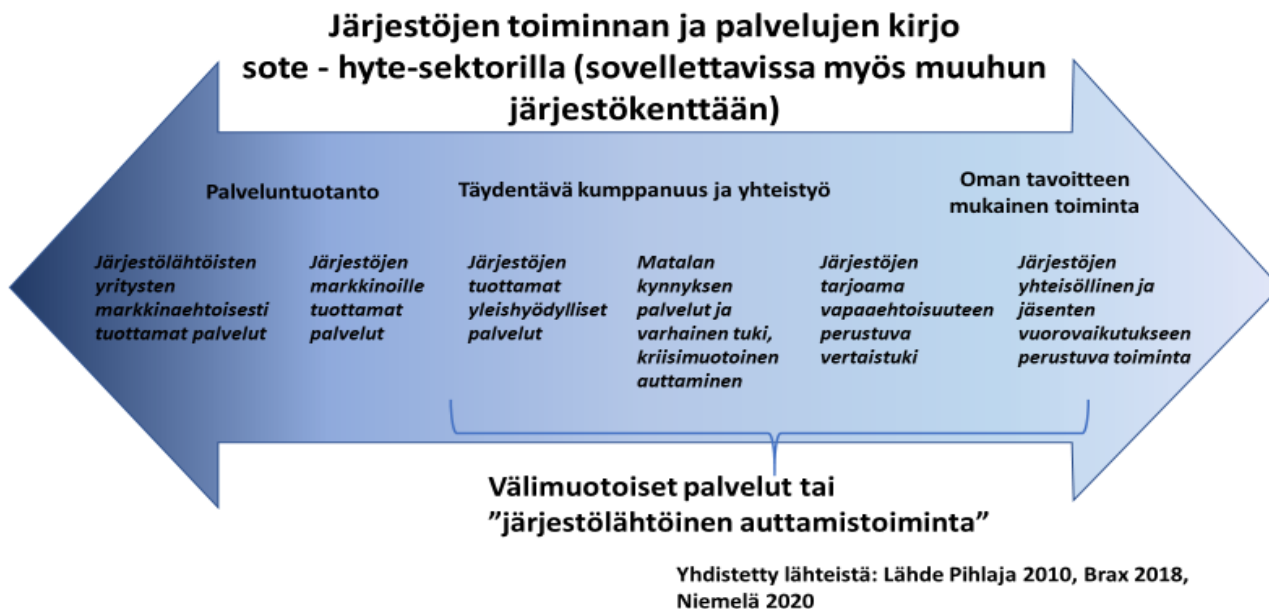 Järjestöjen toiminnan ja palvelujen kirjo
sote - hyte-sektorilla (sovellettavissa myös muuhun
järjestökenttään)
Palveluntuotanto
Täydentävä kumppanuus ja yhteistyö
Oman tavoitteen
mukainen toiminta
Järjestölähtöisten
yritysten
markkinaehtoisesti
tuottamat palvelut
Järjestöjen
markkinoille
tuottamat
palvelut
Järjestöjen
tuottamat
yleishyödylliset
palvelut
Matalan
kynnyksen
palvelut ja
varhainen tuki,
kriisimuotoinen
auttaminen
Järjestöjen
tarjoama
vapaaehtoisuuteen
perustuva
vertaistuki
Järjestöjen
yhteisöllinen ja
jäsenten
vuorovaikutukseen
perustuva toiminta
Välimuotoiset palvelut tai
”järjestölähtöinen auttamistoiminta”
Yhdistetty lähteistä: Lähde Pihlaja 2010, Brax 2018,
Niemelä 2020